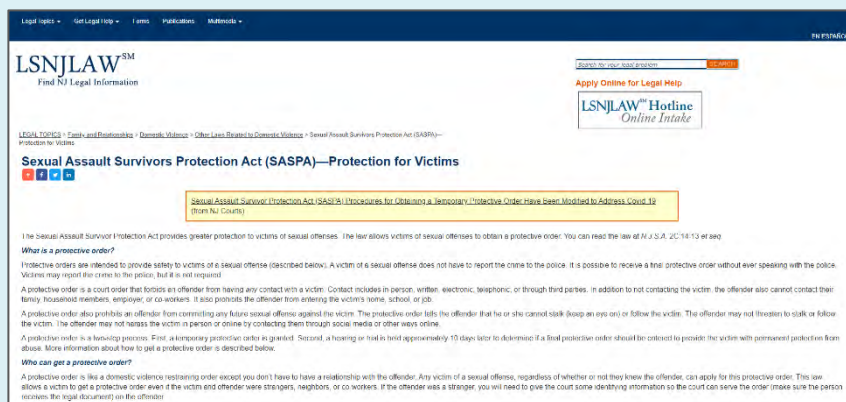 Legal Topics Get Legal Help Forms Publications Multimedia
EN ESPAÑOL
LSNJLAW SM
Find NJ Legal Information
Search for your legal problem SEARCH
Apply Online for Legal Help
LSNJLAW SM Hotline
Online Intake
LEGAL TOPICS > Family and Relationships > Domestic Violence > Other Laws Related to Domestic Violence > Sexual Assault Survivors Protection Act (SASPA)—
Protection for Victims
Sexual Assault Survivors Protection Act (SASPA)—Protection for Victims
Sexual Assault Survivor Protection Act (SASPA) Procedures for Obtaining a Temporary Protective Order Have Been Modified to Address Covid 19
(from NJ Courts)
The Sexual Assault Survivor Protection Act provides greater protection to victims of sexual offenses. The law allows victims of sexual offenses to obtain a protective order. You can read the law at N.J.S.A. 2C:14-13 et seq
What is a protective order?
Protective orders are intended to provide safety to victims of a sexual offense (described below). A victim of a sexual offense does not have to report the crime to the police. It is possible to receive a final protective order without ever speaking with the police.
Victims may report the crime to the police, but it is not required
A protective order is a court order that forbids an offender from having any contact with a victim. Contact includes in person, written, electronic, telephonic, or through third parties. In addition to not contacting the victim, the offender also cannot contact their
family, household members, employer, or co-workers. It also prohibits the offender from entering the victim's home, school, or job.
A protective order also prohibits an offender from committing any future sexual offense against the victim. The protective order tells the offender that he or she cannot stalk (keep an eye on) or follow the victim. The offender may not threaten to stalk or follow
the victim. The offender may not harass the victim in person or online by contacting them through social media or other ways online.
A protective order is a two-step process. First, a temporary protective order is granted. Second, a hearing or trial is held approximately 10 days later to determine if a final protective order should be entered to provide the victim with permanent protection from
abuse. More information about how to get a protective order is described below.
Who can get a protective order?
A protective order is like a domestic violence restraining order except you don't have to have a relationship with the offender. Any victim of a sexual offense, regardless of whether or not they knew the offender, can apply for this protective order. This law
allows a victim to get a protective order even if the victim and offender were strangers, neighbors, or co workers. If the offender was a stranger, you will need to give the court some identifying information so the court can serve the order (make sure the person
receives the legal document) on the offender